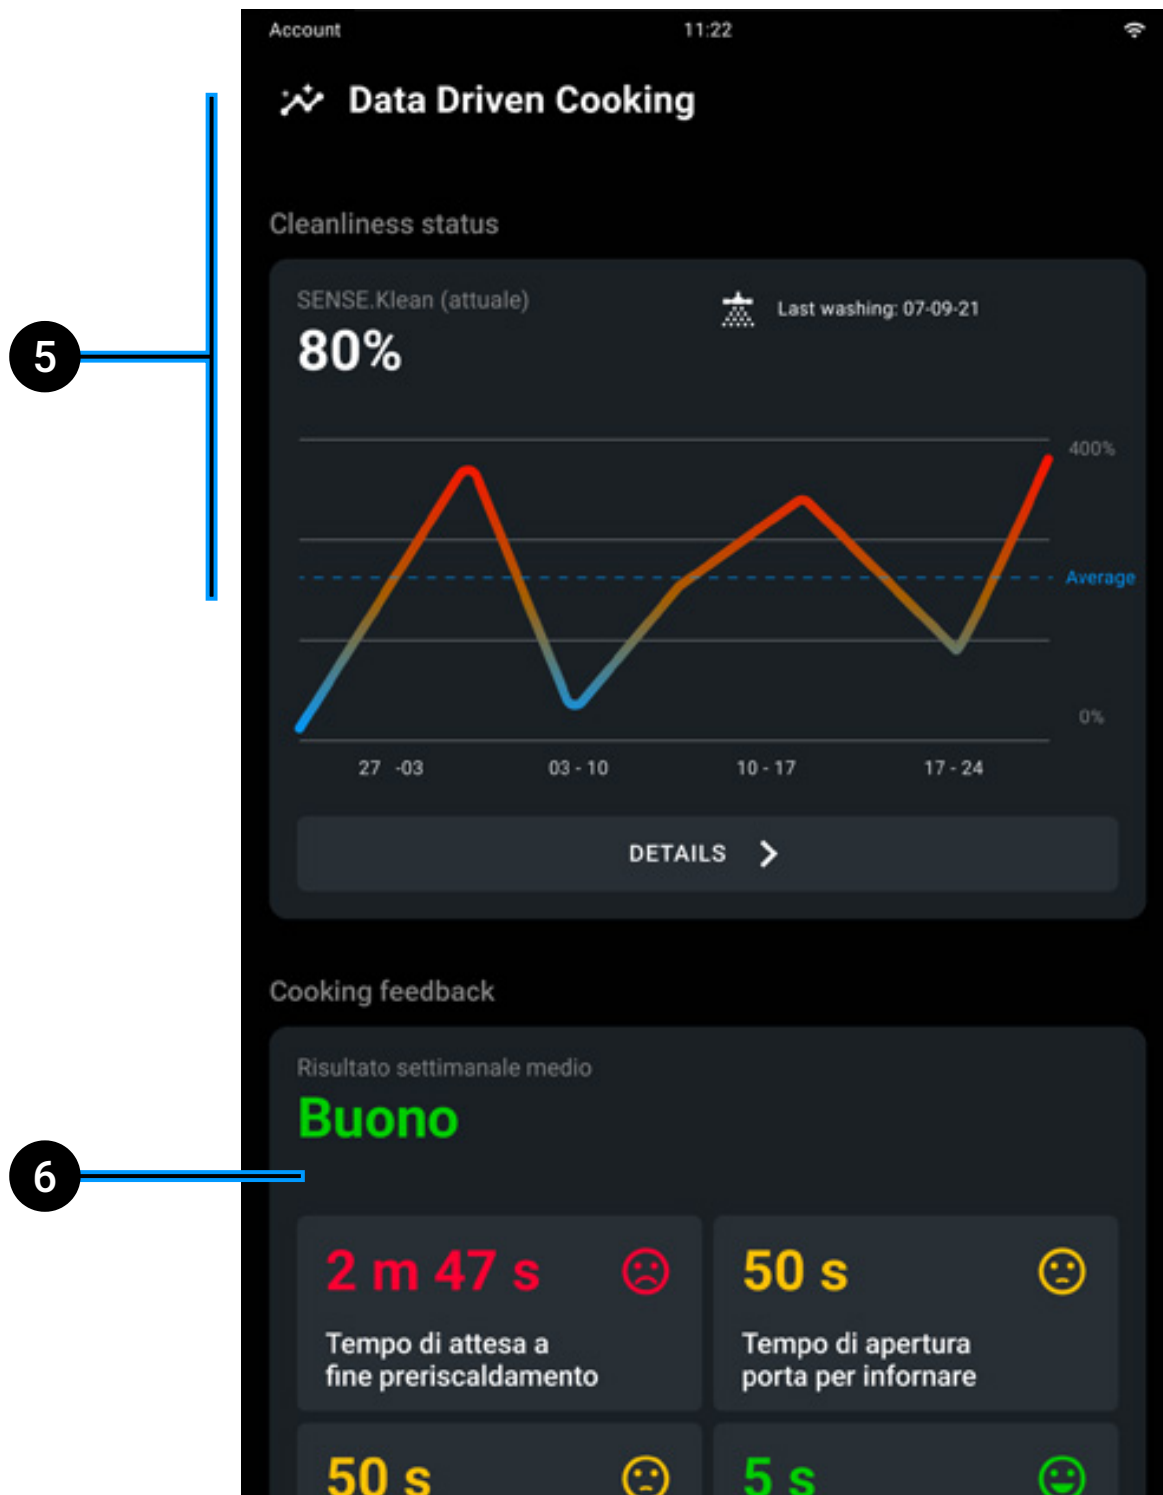 Account 11:22
Data Driven Cooking
Cleanliness status
SENSE.Klean (attuale)
Last washing: 07-09-21
80%
5
400%
Average
0%
27 -03 03 - 10 10 - 17 17 - 24
DETAILS
Cooking feedback
Risultato settimanale medio
Buono
6
2 m 47 s
Tempo di attesa a
fine preriscaldamento
50 s
Tempo di apertura
porta per infornare
50 s
5 s